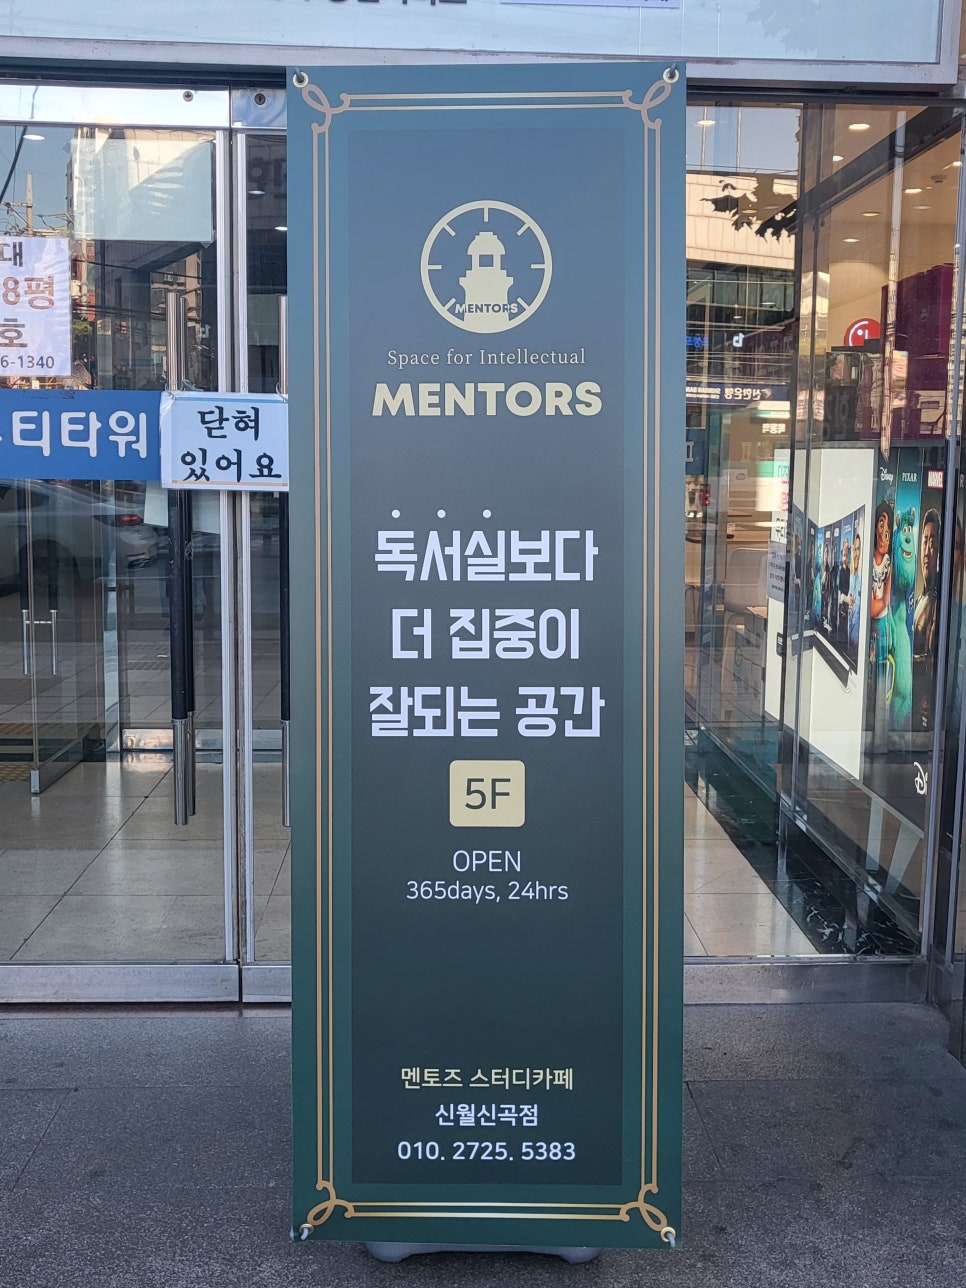 MENTORS
Space for Intellectual
MENTORS
독서실보다
더 집중이
잘되는 공간
5F
OPEN
365days, 24hrs
멘토즈 스터디카페
신월신곡점
010. 2725. 5383
대
8평
호
6-1340
티타워
닫혀
있어요
Disney
PIXAR